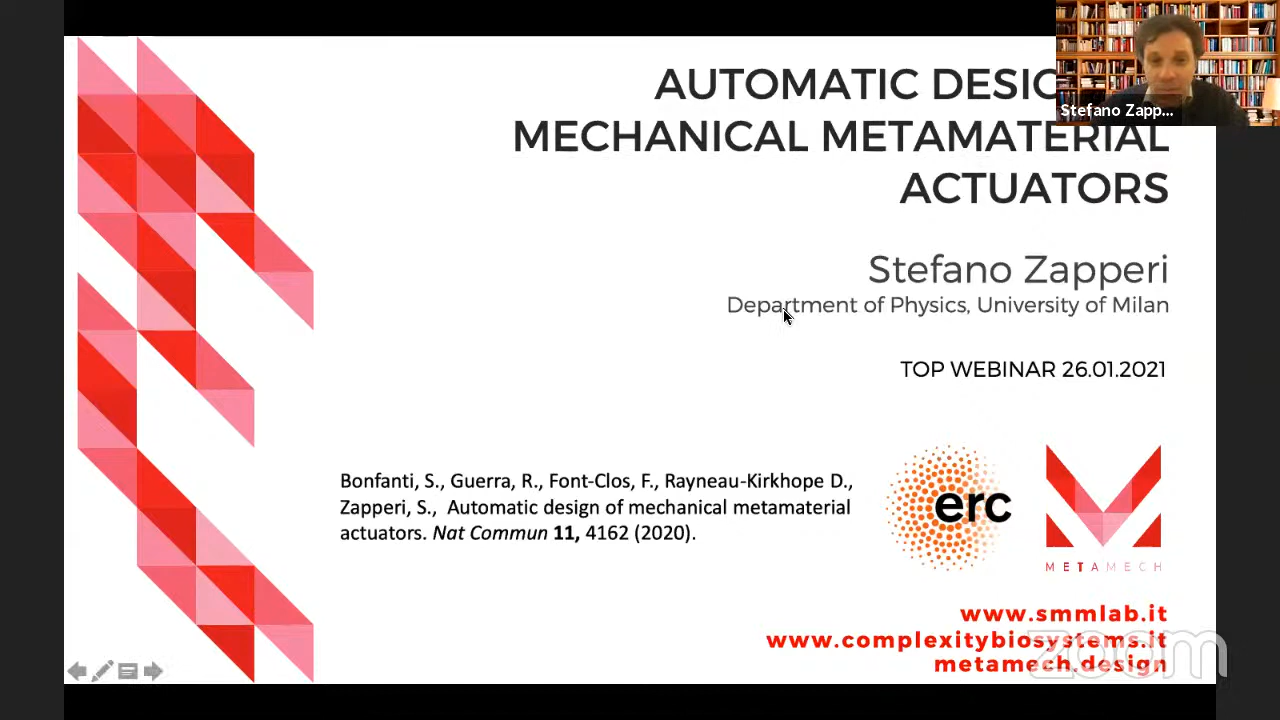 AUTOMATIC DESIG
MECHANICAL METAMATERIAL
ACTUATORS
Stefano Zapp...
Stefano Zapperi
Department of Physics, University of Milan
TOP WEBINAR 26.01.2021
Bonfanti, S., Guerra, R., Font-Clos, F., Rayneau-Kirkhope D.,
Zapperi, S., Automatic design of mechanical metamaterial
actuators. Nat Commun 11, 4162 (2020).
erc
METAMECH
www.smmlab.it
www.complexitybiosystems.it
metamech.design
zoom